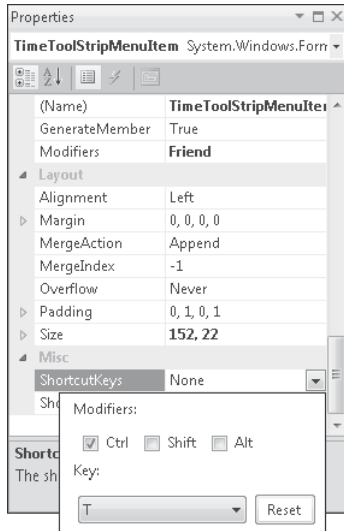 Properties
TimeToolStripMenuItem System.Windows.Forn
(Name) TimeToolStripMenuIter
GenerateMember True
Modifiers Friend
Layout
Alignment Left
Margin 0, 0, 0, 0
MergeAction Append
MergeIndex -1
Overflow Never
Padding 0, 1, 0, 1
Size 152, 22
Misc
ShortcutKeys None
Sho
Modifiers:
Ctrl Shift Alt
Shortc
The sh
Key:
T Reset